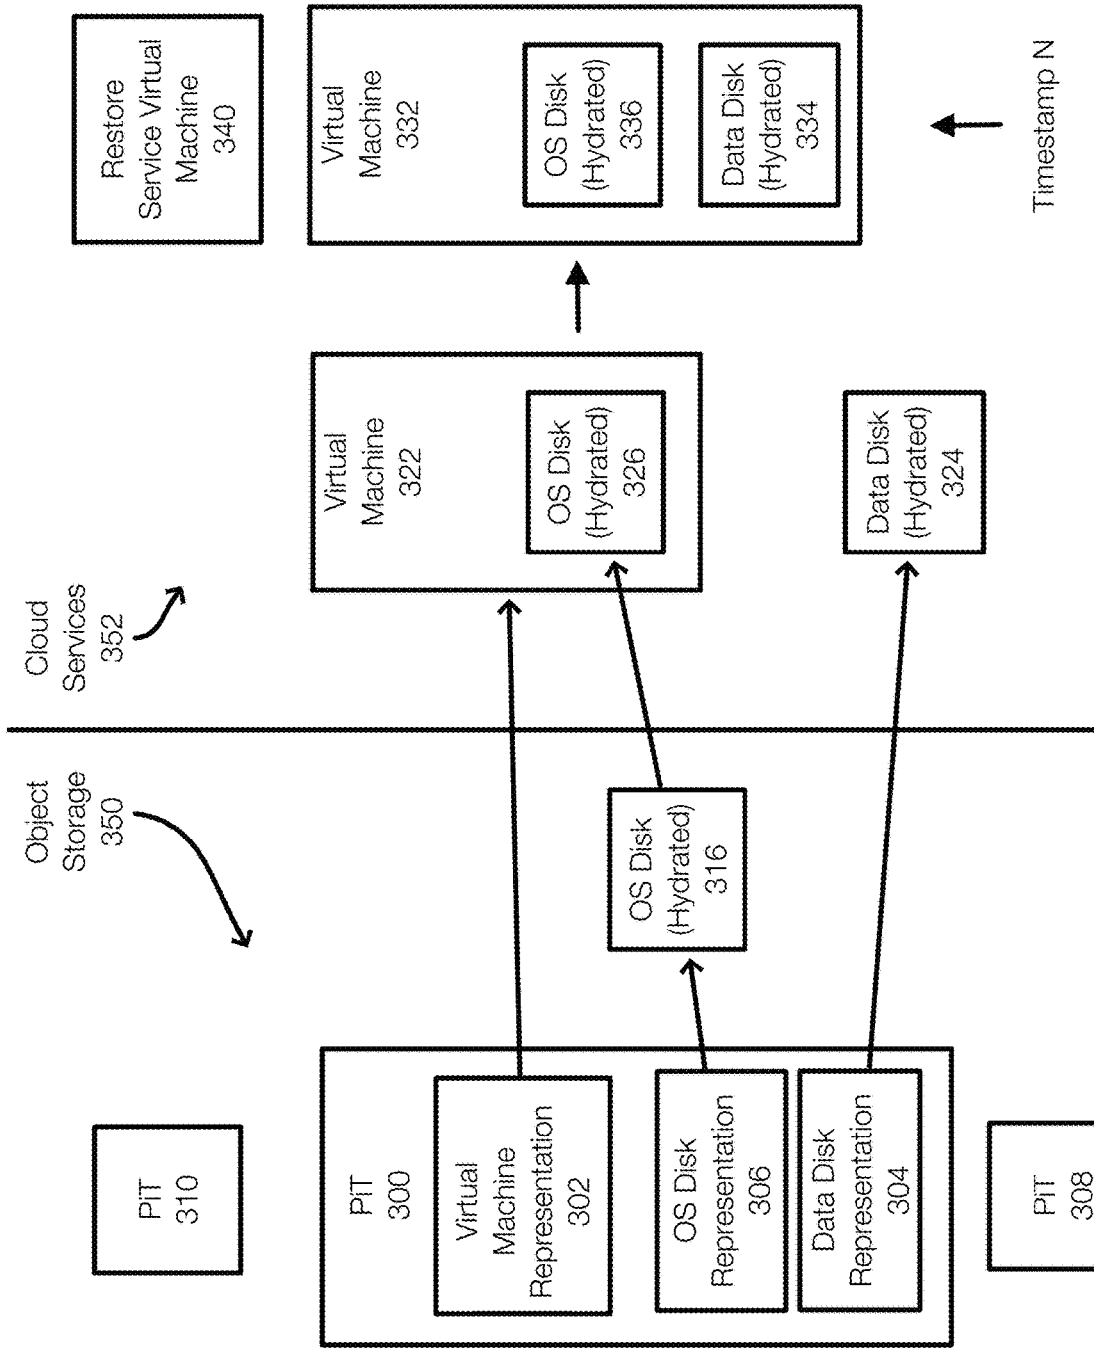 Object
Storage
350
Cloud
Services
352
PiT
310
PiT
300
Virtual
Machine
Representation
302
OS Disk
Representation
306
Data Disk
Representation
304
PiT
308
OS Disk
(Hydrated)
316
Virtual
Machine
322
OS Disk
(Hydrated)
326
Data Disk
(Hydrated)
324
Restore
Service Virtual
Machine
340
Virtual
Machine
332
OS Disk
(Hydrated)
336
Data Disk
(Hydrated)
334
Timestamp N